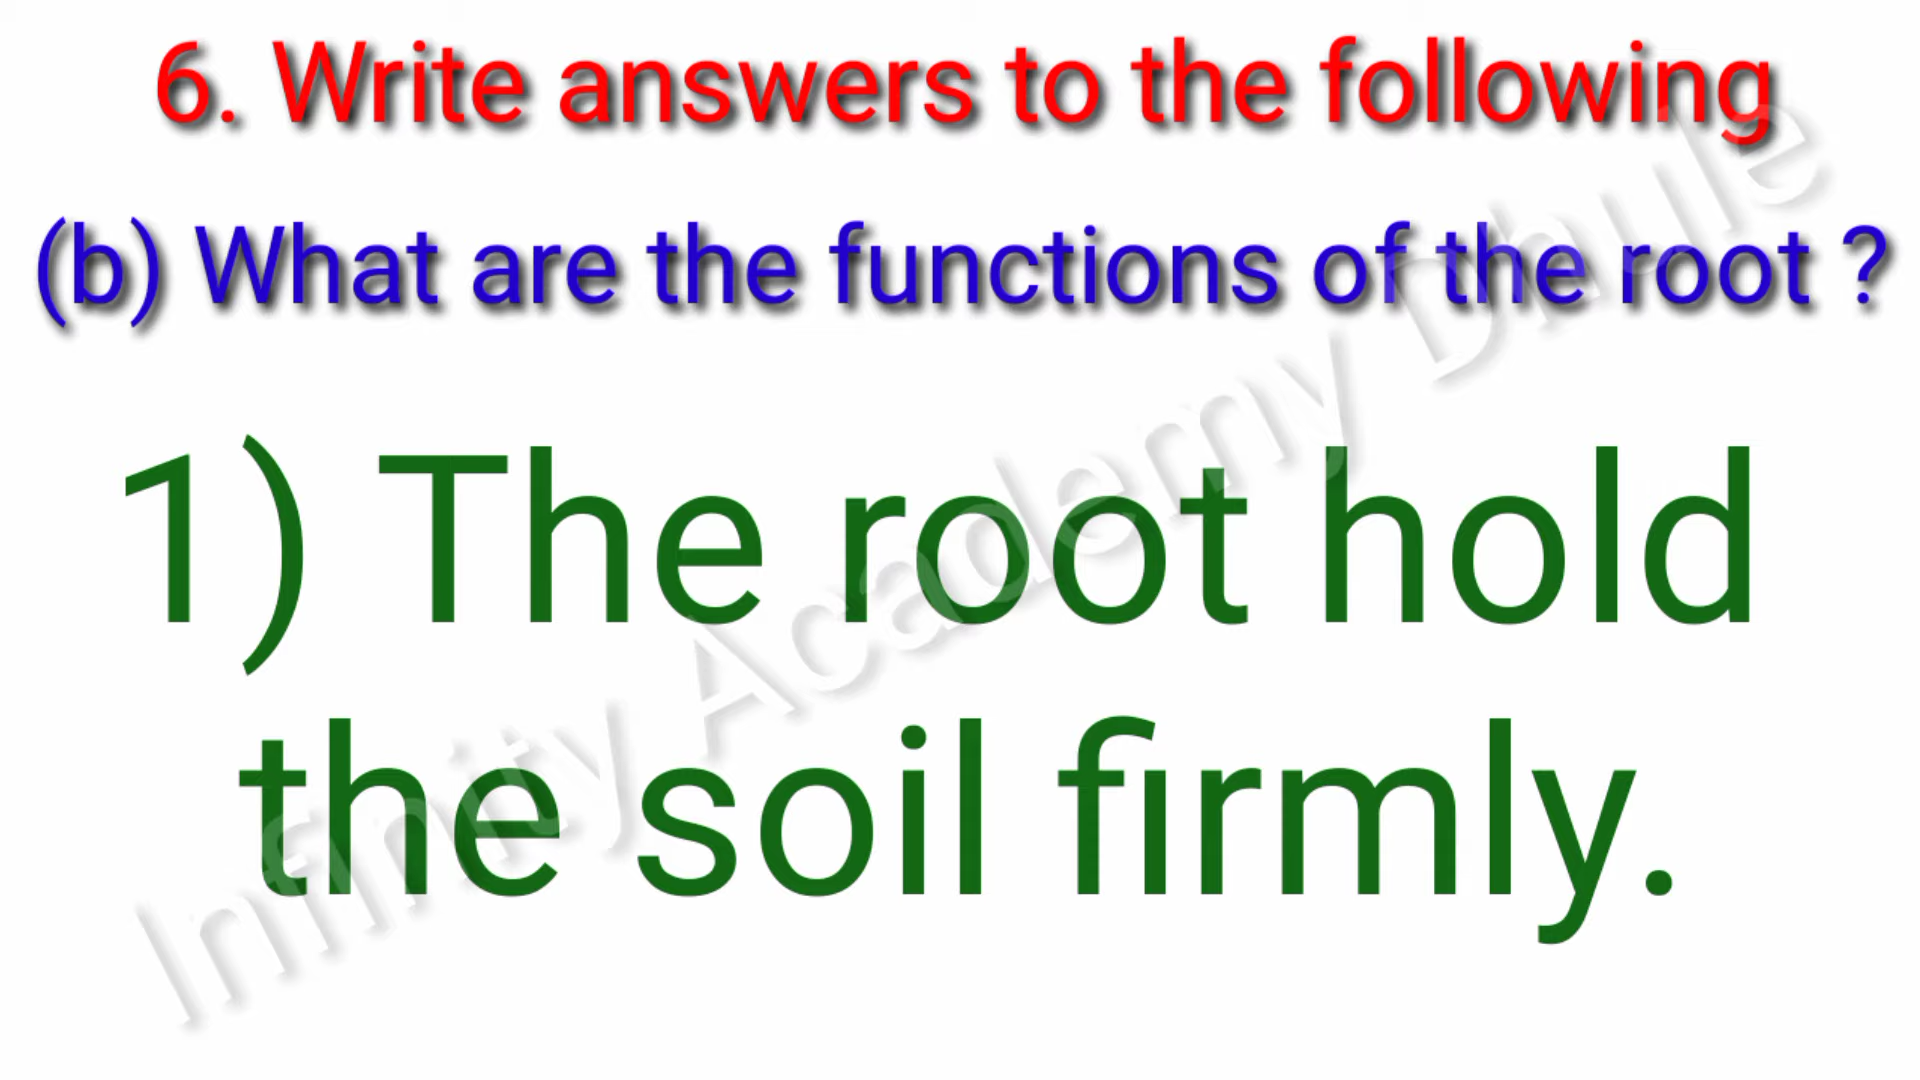 6. Write answers to the following
(b) What are the functions of the root ?
1) The root hold
the soil firmly.
Infinity Academy Dhule